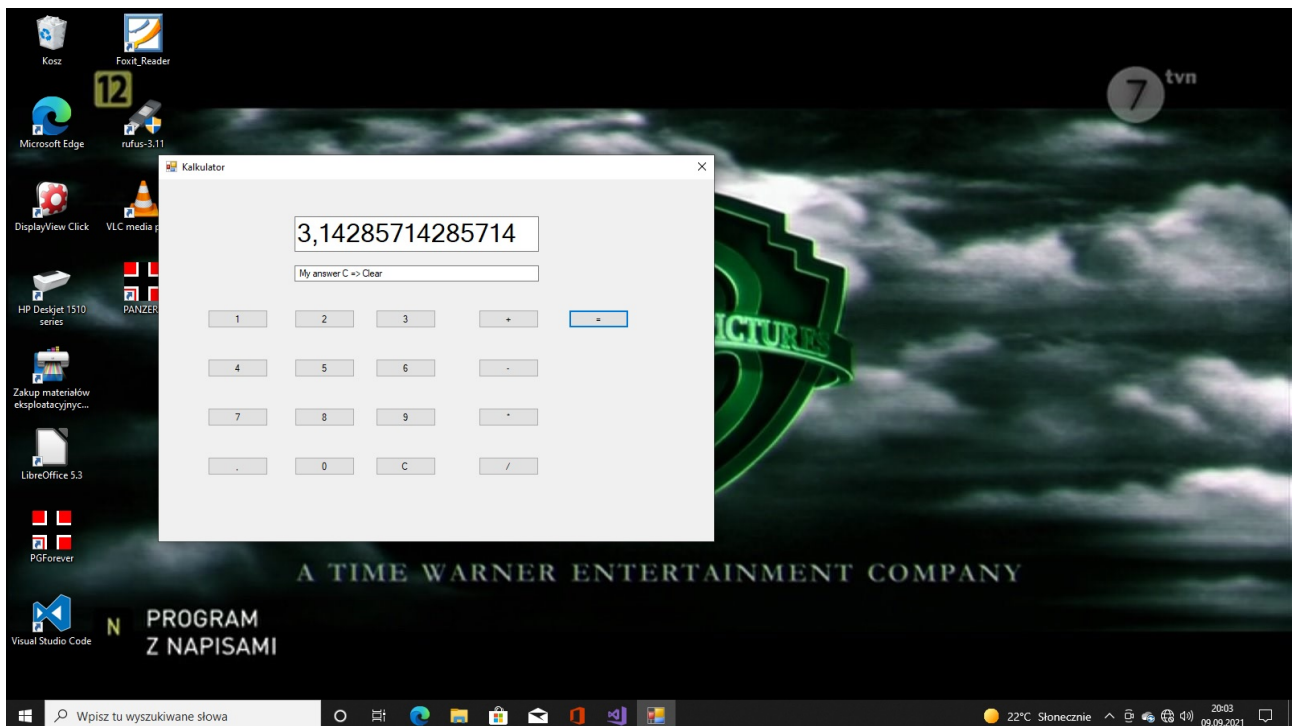 Kosz
Foxit_Reader
12
7 tvn
Microsoft Edge
rufus-3.11
Kalkulator
DisplayView Click
VLC media
3,14285714285714
My answer C => Clear
HP Deskjet 1510
series
PANZER
1 2 3 + =
4 5 6 -
7 8 9 *
. 0 C /
ICTURES
Zakup materiałów
eksploatacyjnyc...
LibreOffice 5.3
PGForever
A TIME WARNER ENTERTAINMENT COMPANY
Visual Studio Code
N PROGRAM
Z NAPISAMI
Wpisz tu wyszukiwane słowa
22°C Słonecznie
20:03
09.09.2021